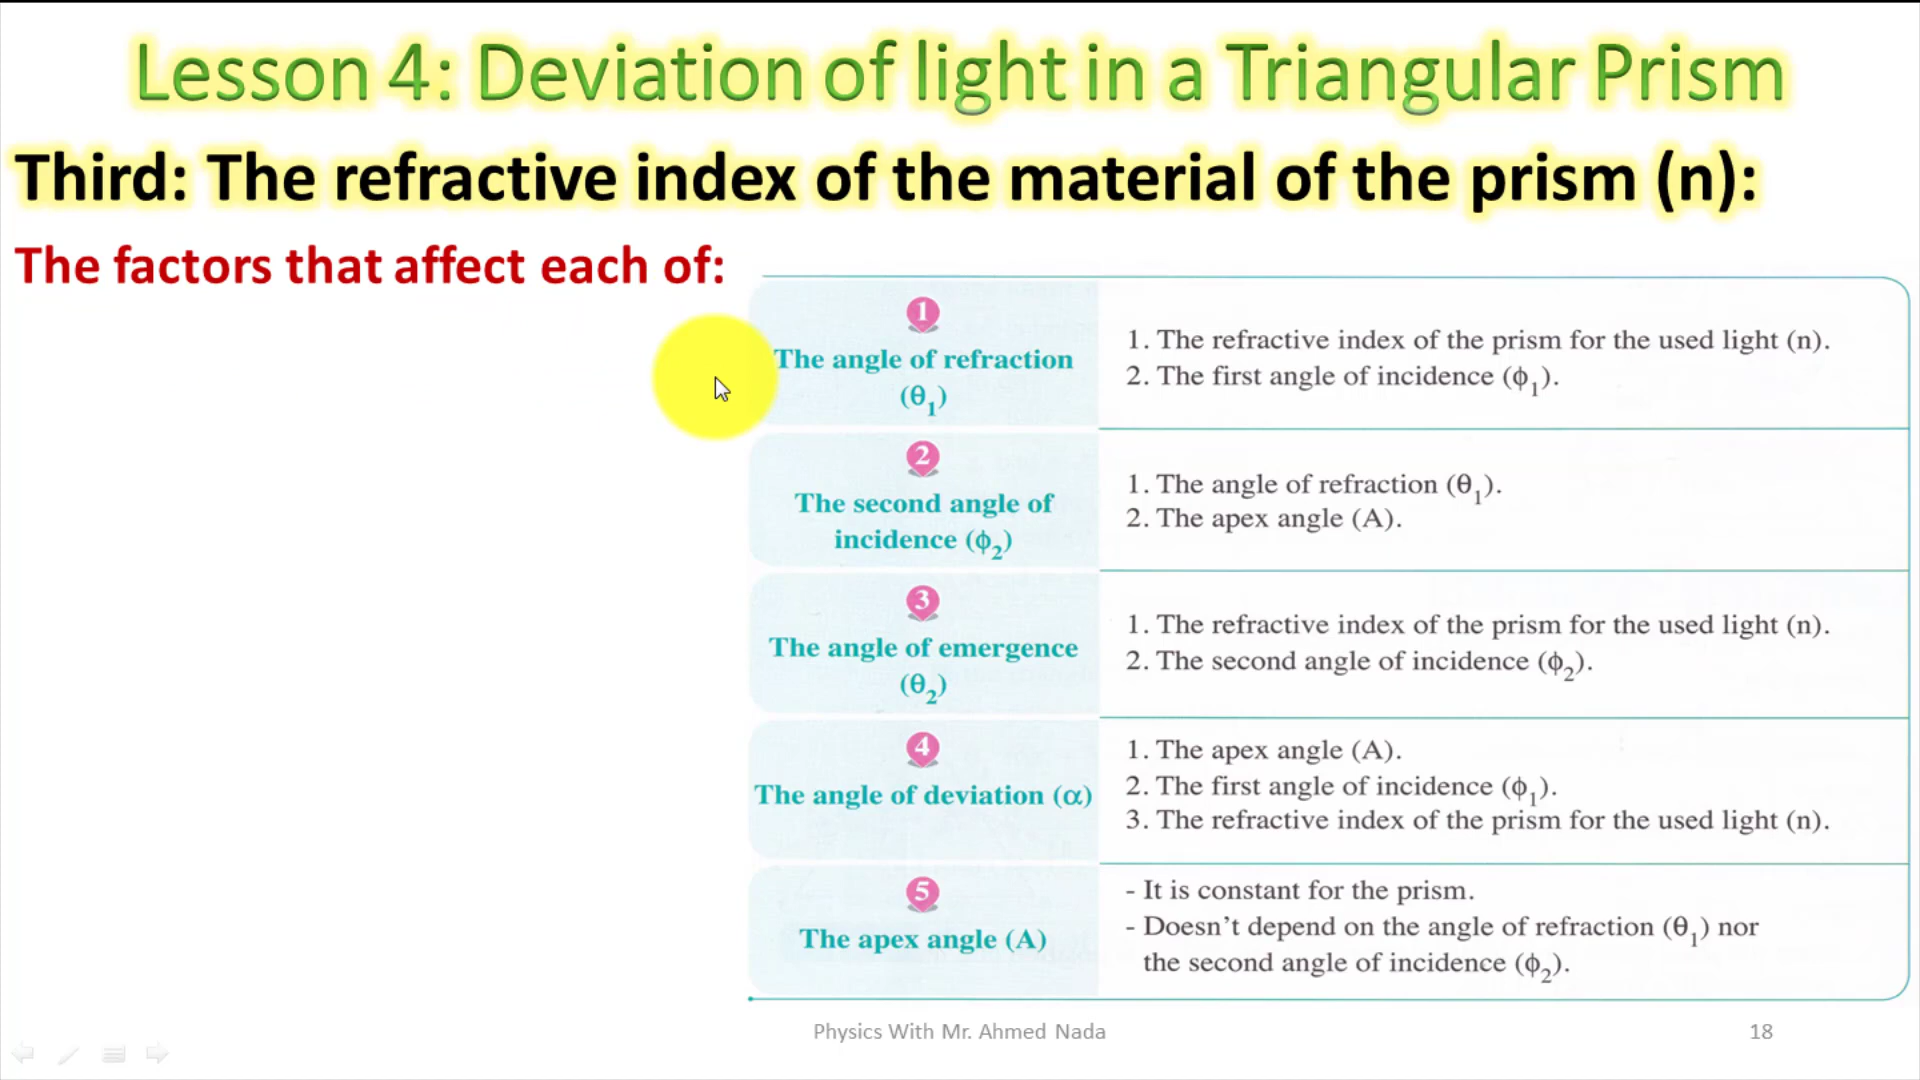 Lesson 4: Deviation of light in a Triangular Prism
Third: The refractive index of the material of the prism (n):
The factors that affect each of:
1
The angle of refraction
(θ₁)
1. The refractive index of the prism for the used light (n).
2. The first angle of incidence (ϕ₁).
2
The second angle of
incidence (ϕ₂)
1. The angle of refraction (θ₁).
2. The apex angle (A).
3
The angle of emergence
(θ₂)
1. The refractive index of the prism for the used light (n).
2. The second angle of incidence (ϕ₂).
4
The angle of deviation (α)
1. The apex angle (A).
2. The first angle of incidence (ϕ₁).
3. The refractive index of the prism for the used light (n).
5
The apex angle (A)
- It is constant for the prism.
- Doesn't depend on the angle of refraction (θ₁) nor
the second angle of incidence (ϕ₂).
Physics With Mr. Ahmed Nada
18